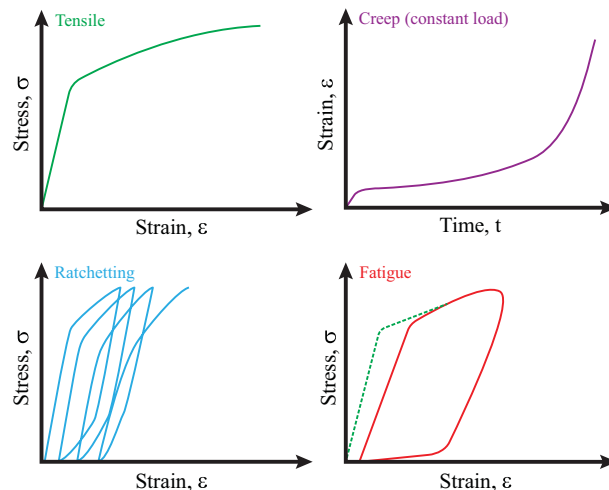 Tensile
Stress, σ
Strain, ε
Creep (constant load)
Strain, ε
Time, t
Ratchetting
Stress, σ
Strain, ε
Fatigue
Stress, σ
Strain, ε